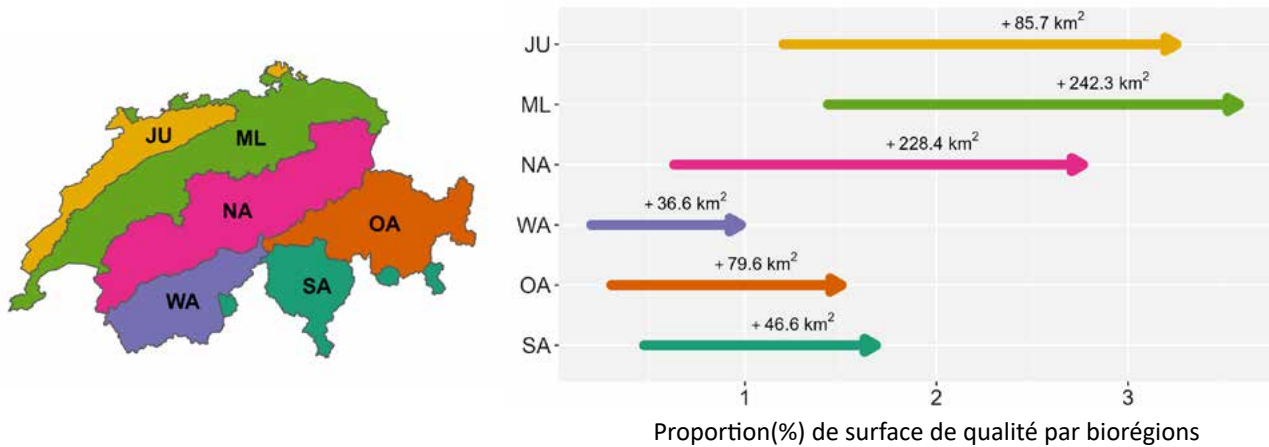 JU
ML
NA
OA
WA
SA
JU
+ 85.7 km²
ML
+ 242.3 km²
NA
+ 228.4 km²
WA
+ 36.6 km²
OA
+ 79.6 km²
SA
+ 46.6 km²
1 2 3
Proportion(%) de surface de qualité par biorégions